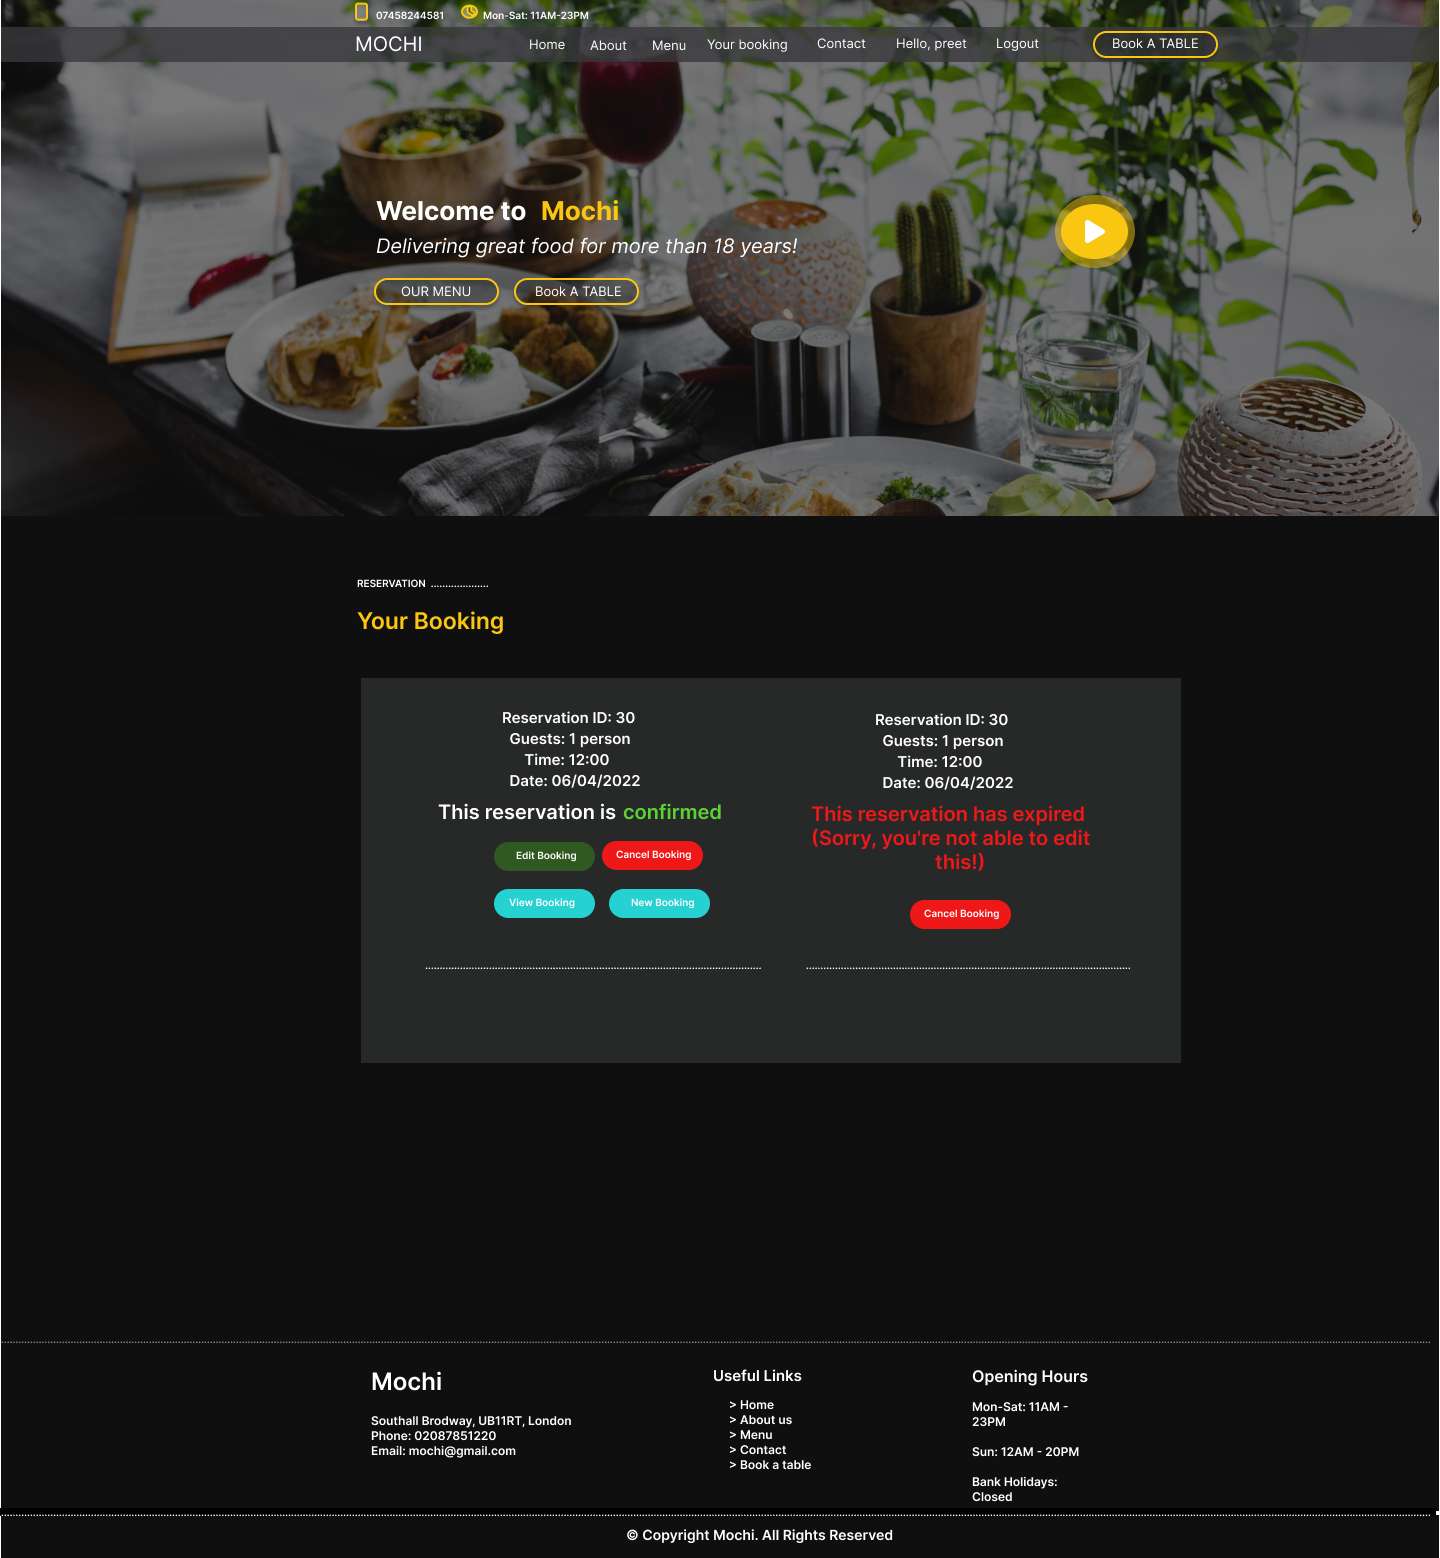 07458244581 Mon-Sat: 11AM-23PM
MOCHI Home About Menu Your booking Contact Hello, preet Logout Book A TABLE
Welcome to Mochi
Delivering great food for more than 18 years!
OUR MENU Book A TABLE
RESERVATION ....................
Your Booking
Reservation ID: 30
Guests: 1 person
Time: 12:00
Date: 06/04/2022
This reservation is confirmed
Edit Booking Cancel Booking
View Booking New Booking
Reservation ID: 30
Guests: 1 person
Time: 12:00
Date: 06/04/2022
This reservation has expired
(Sorry, you're not able to edit
this!)
Cancel Booking
Mochi
Southall Brodway, UB11RT, London
Phone: 02087851220
Email: mochi@gmail.com
Useful Links
> Home
> About us
> Menu
> Contact
> Book a table
Opening Hours
Mon-Sat: 11AM -
23PM
Sun: 12AM - 20PM
Bank Holidays:
Closed
© Copyright Mochi. All Rights Reserved